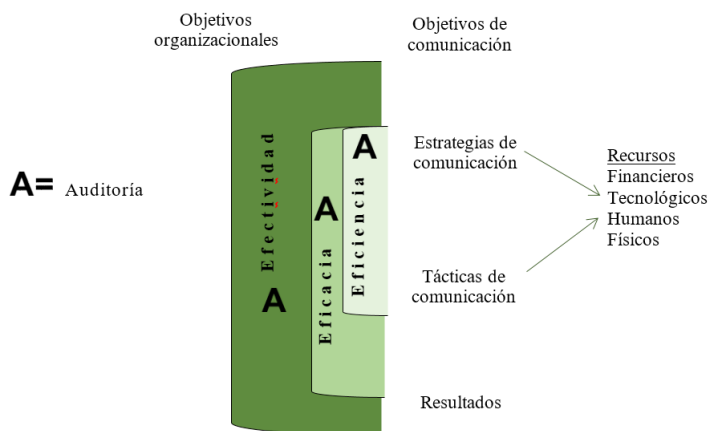 Objetivos
organizacionales
Objetivos de
comunicación
A= Auditoría
Efectividad
A
Eficacia
A
Eficiencia
A
Estrategias de
comunicación
Tácticas de
comunicación
Resultados
Recursos
Financieros
Tecnológicos
Humanos
Físicos